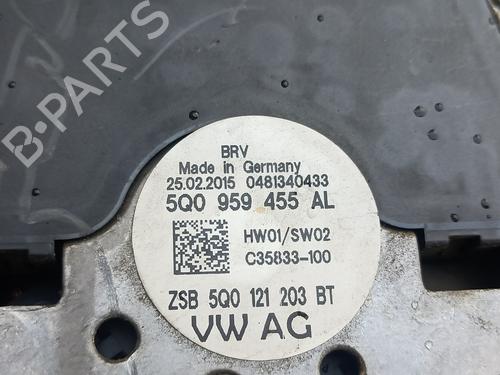 BRV
Made in Germany
25.02.2015 0481340433
5Q0 959 455 AL
HW01/SW02
C35833-100
ZSB 5Q0 121 203 BT
VW AG
B-PARTS